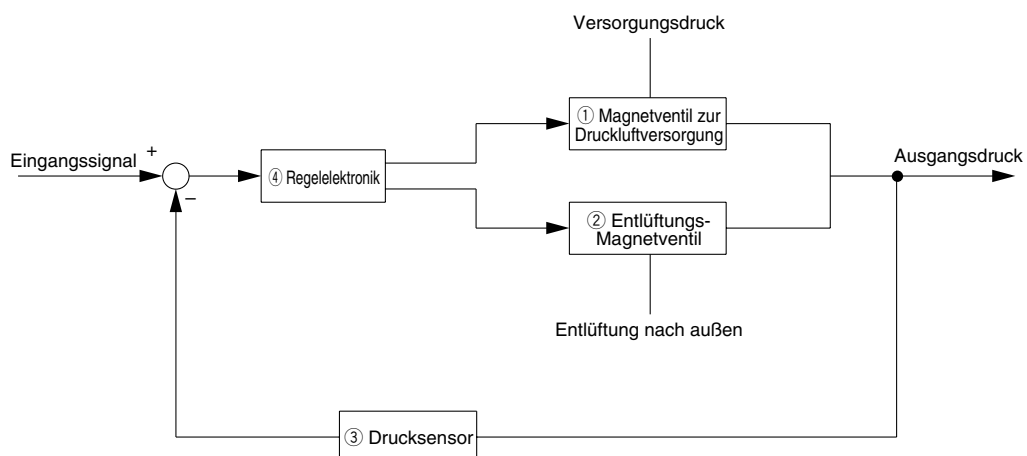 Versorgungsdruck
① Magnetventil zur
Druckluftversorgung
Eingangssignal
+
−
④ Regelelektronik
Ausgangsdruck
② Entlüftungs-
Magnetventil
Entlüftung nach außen
③ Drucksensor